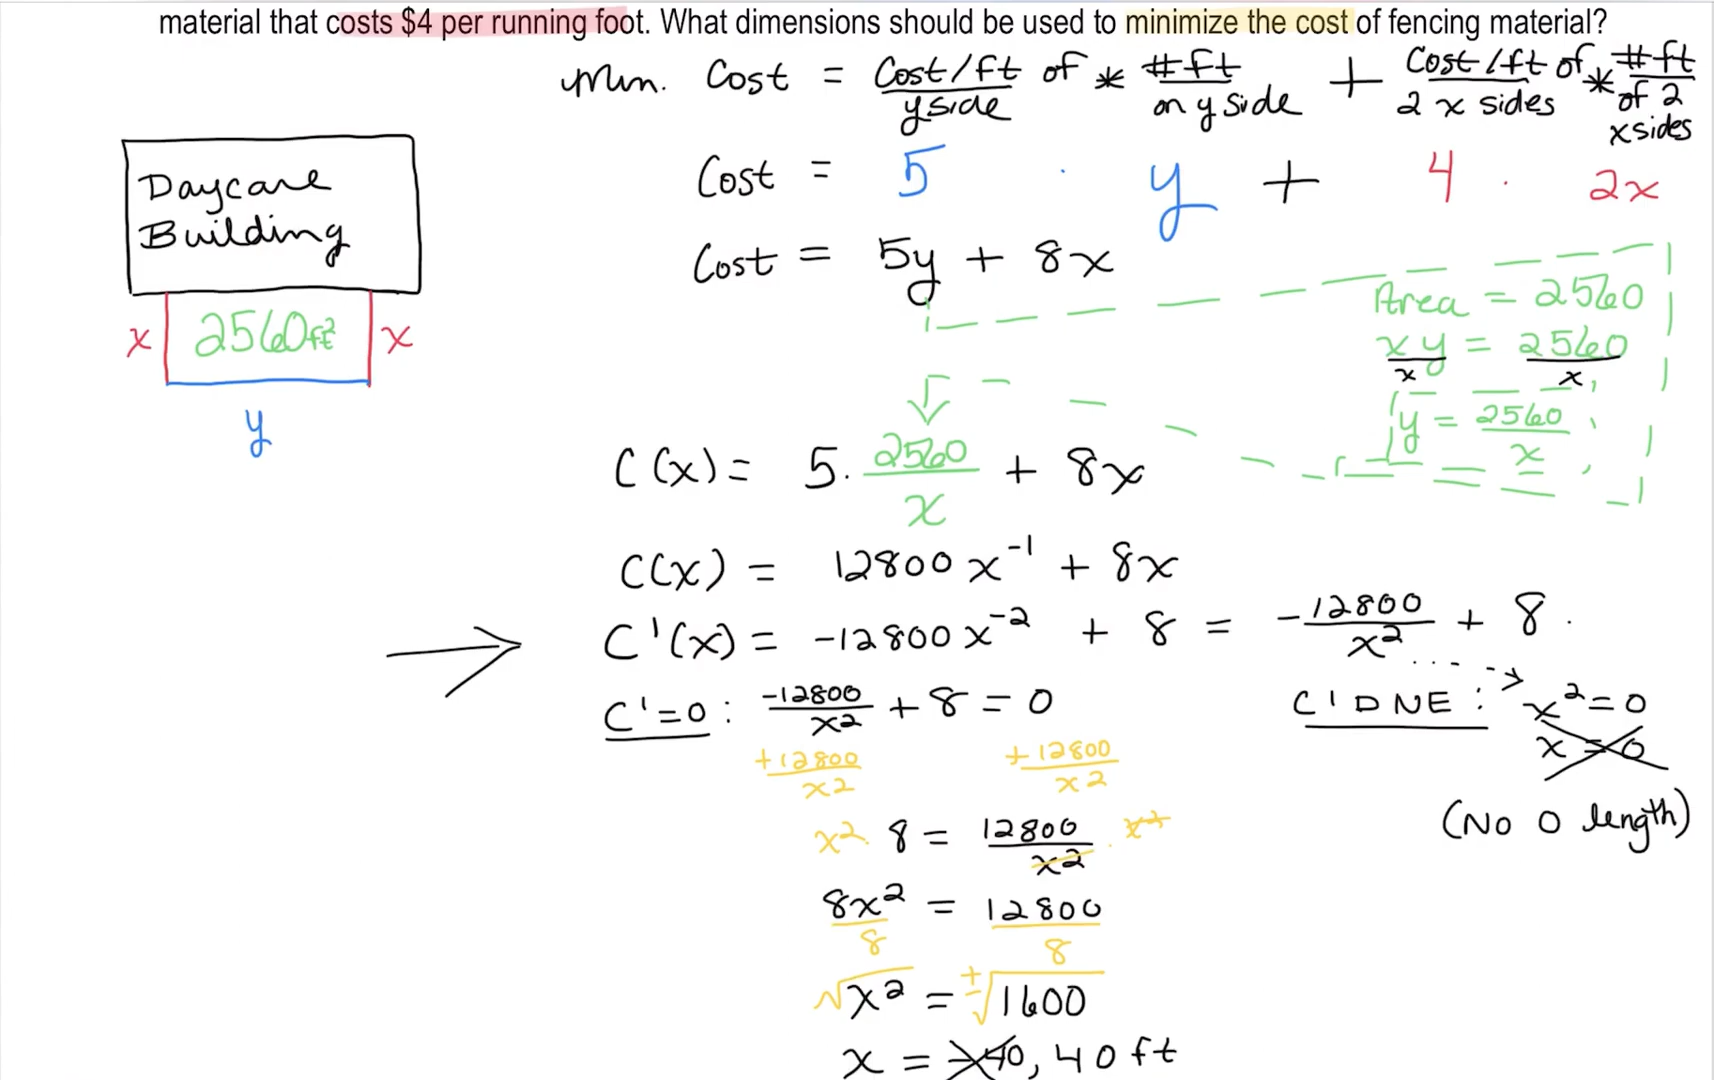 material that costs $4 per running foot. What dimensions should be used to minimize the cost of fencing material?
Min. Cost = Cost/ft of / y side * #ft / on y side + Cost/ft of / 2 x sides * #ft / of 2 x sides
Cost = 5 · y + 4 · 2x
Cost = 5y + 8x
Daycare
Building
x 2560ft² x
y
Area = 2560
xy/x = 2560/x
y = 2560/x
C(x) = 5 · 2560/x + 8x
C(x) = 12800x⁻¹ + 8x
C'(x) = -12800x⁻² + 8 = -12800/x² + 8.
C'=0: -12800/x² + 8 = 0
+12800/x² +12800/x²
x² · 8 = 12800/x² · x²
8x²/8 = 12800/8
√x² = ±√1600
x = -40, 40ft
C' DNE: x² = 0
x = 0
(No 0 length)